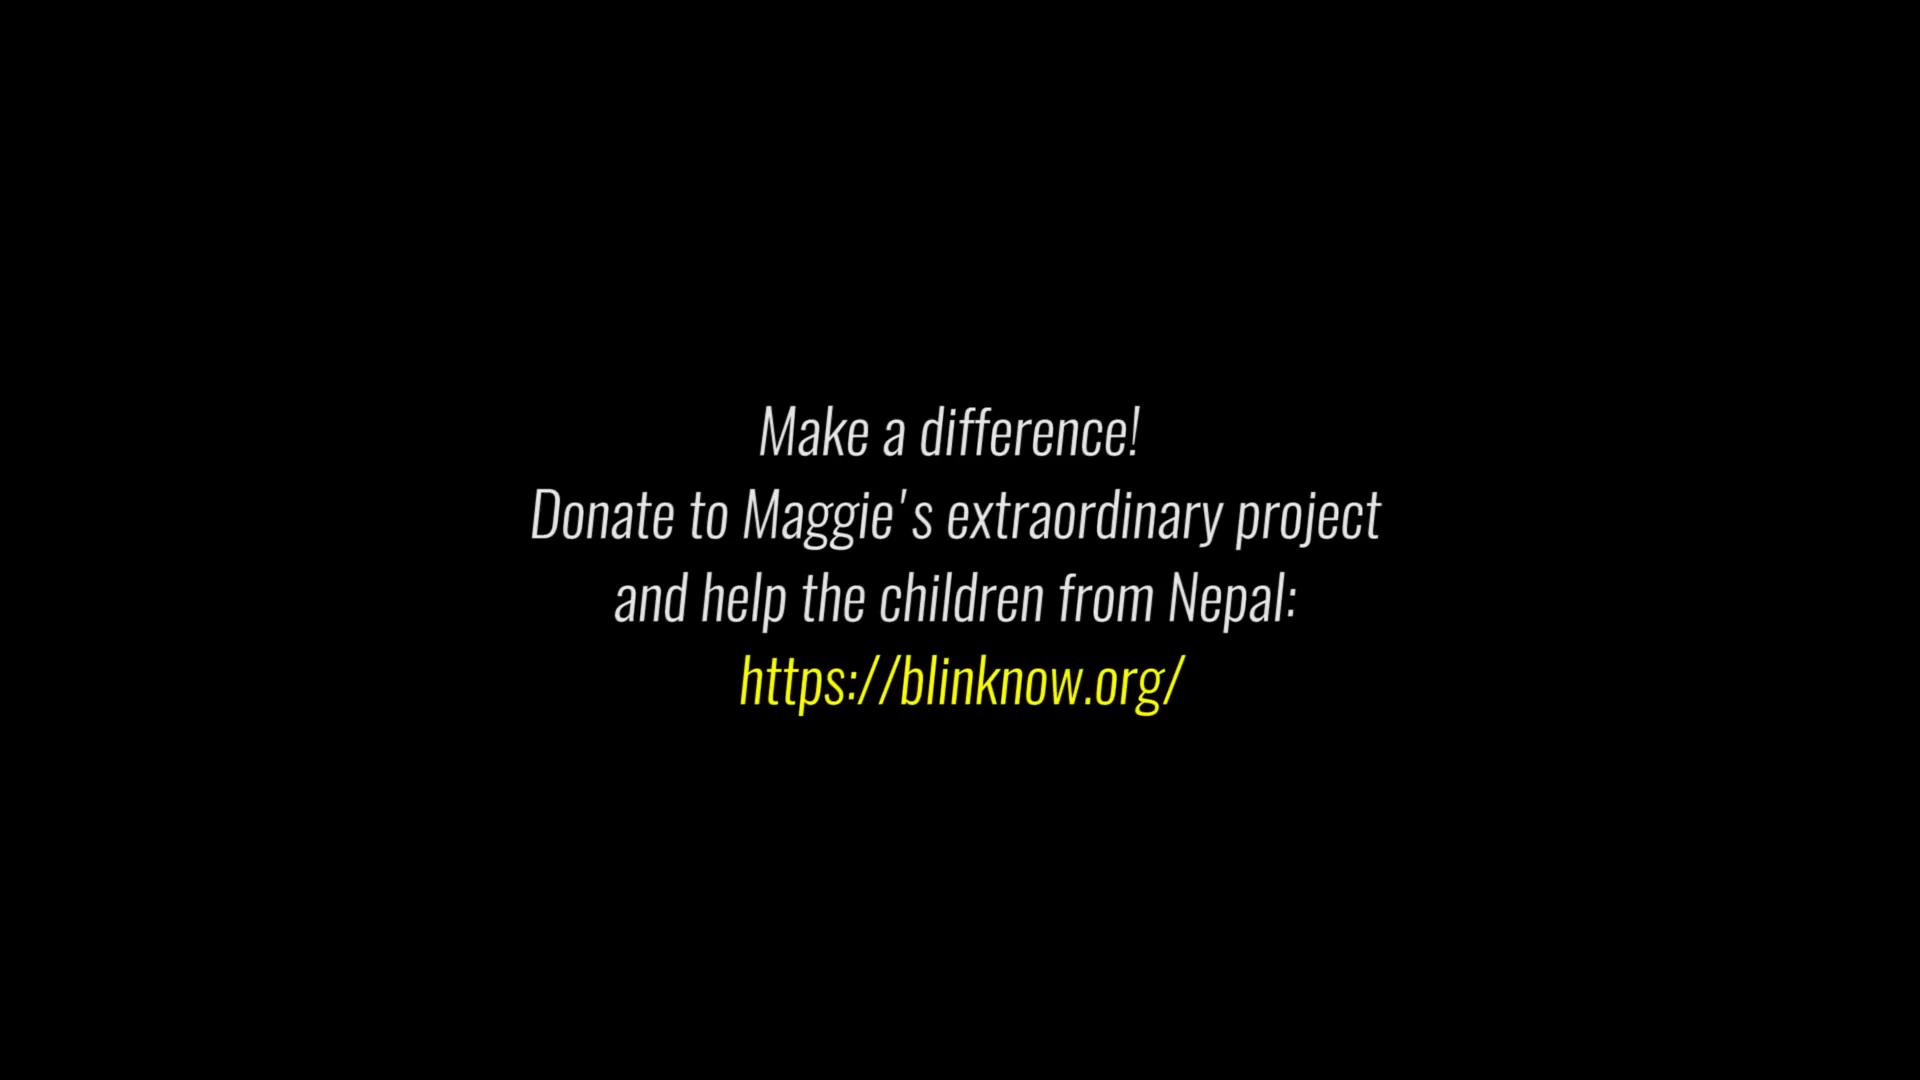 Make a difference!
Donate to Maggie's extraordinary project
and help the children from Nepal:
https://blinknow.org/